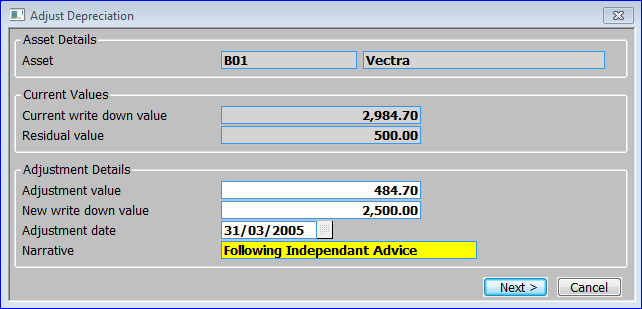 Adjust Depreciation
Asset Details
Asset B01 Vectra
Current Values
Current write down value 2,984.70
Residual value 500.00
Adjustment Details
Adjustment value 484.70
New write down value 2,500.00
Adjustment date 31/03/2005
Narrative Following Independant Advice
Next > Cancel